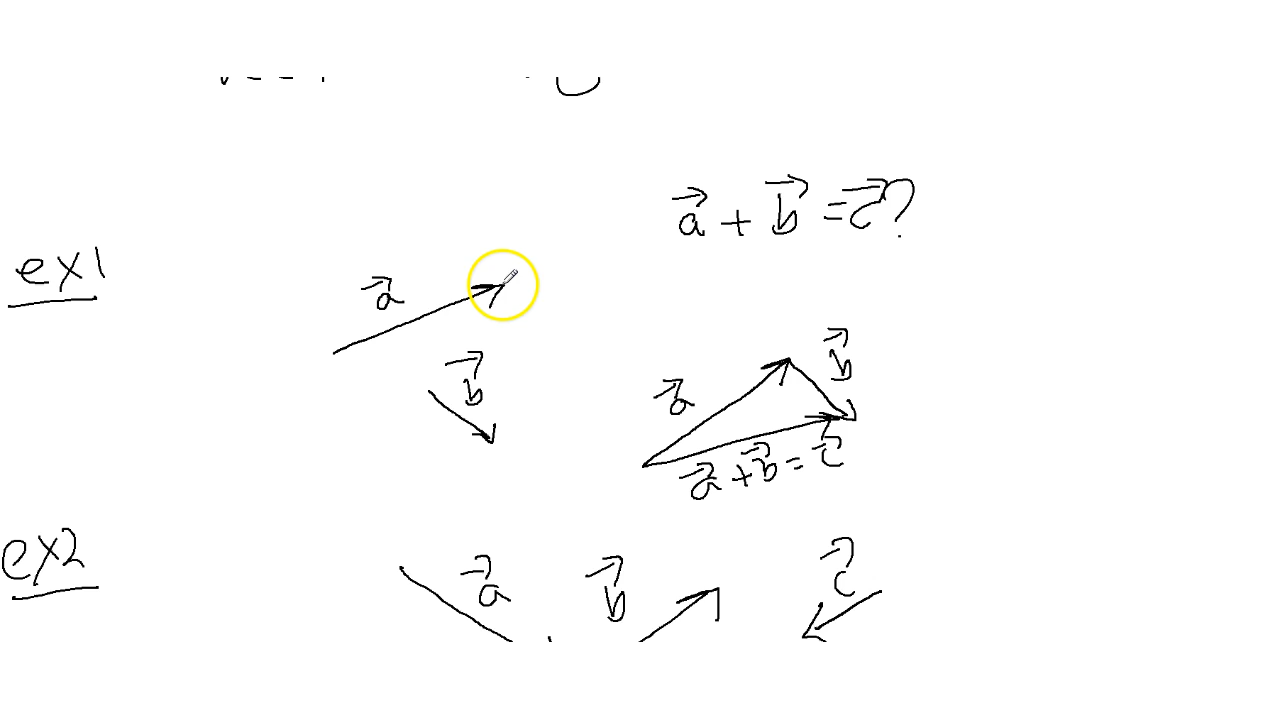 a⃗ + b⃗ = c⃗?
ex1
a⃗
b⃗
a⃗
b⃗
a⃗ + b⃗ = c⃗
ex2
a⃗
b⃗
c⃗